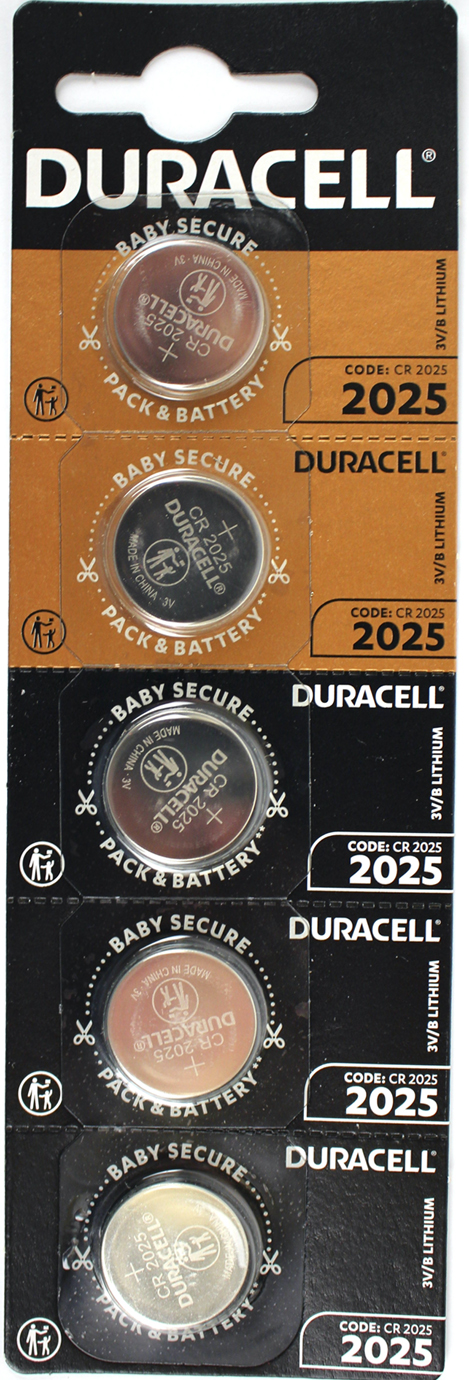 DURACELL®
BABY SECURE
MADE IN CHINA · 3V
DURACELL®
CR 2025
+
PACK & BATTERY
3V/B LITHIUM
CODE: CR 2025
2025
DURACELL®
BABY SECURE
+
CR 2025
DURACELL®
MADE IN CHINA · 3V
PACK & BATTERY
3V/B LITHIUM
CODE: CR 2025
2025
DURACELL®
BABY SECURE
MADE IN CHINA · 3V
DURACELL®
CR 2025
+
PACK & BATTERY
3V/B LITHIUM
CODE: CR 2025
2025
DURACELL®
BABY SECURE
MADE IN CHINA · 3V
DURACELL®
CR 2025
+
PACK & BATTERY
3V/B LITHIUM
CODE: CR 2025
2025
DURACELL®
BABY SECURE
+
CR 2025
DURACELL®
PACK & BATTERY
3V/B LITHIUM
CODE: CR 2025
2025